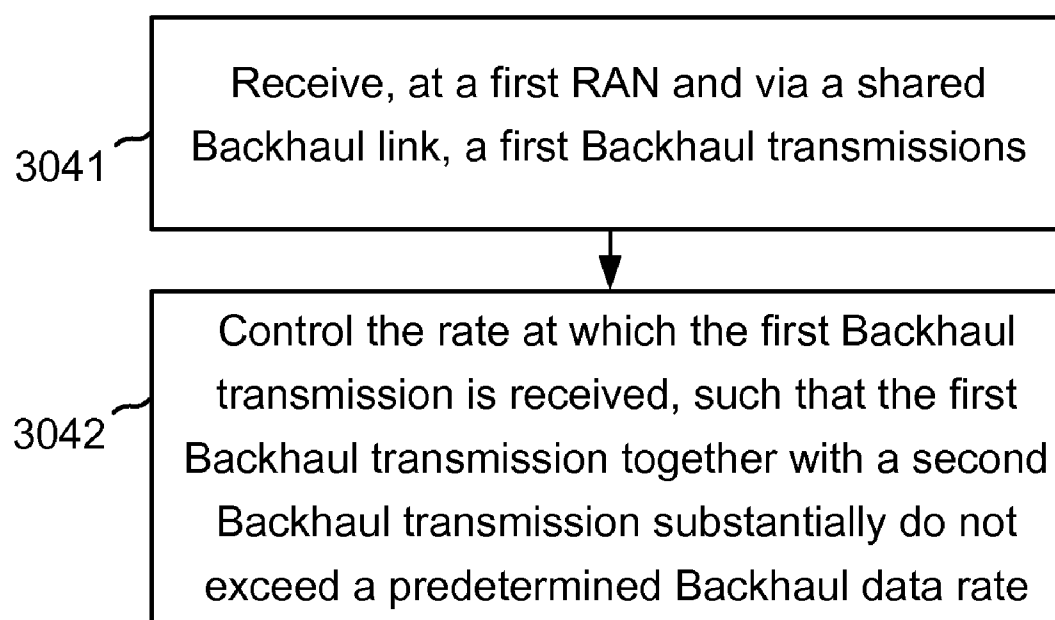 Receive, at a first RAN and via a shared
Backhaul link, a first Backhaul transmissions
3041
Control the rate at which the first Backhaul
transmission is received, such that the first
Backhaul transmission together with a second
Backhaul transmission substantially do not
exceed a predetermined Backhaul data rate
3042